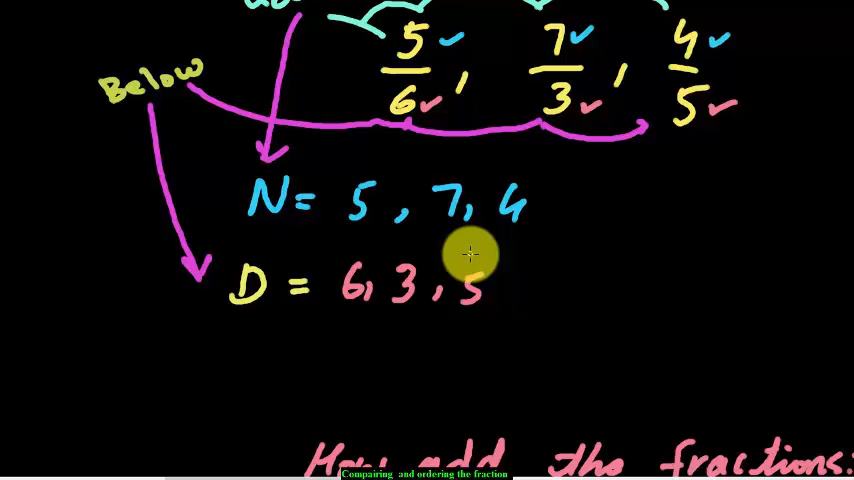 5/6, 7/3, 4/5
Below
N = 5, 7, 4
D = 6, 3, 5
How add the fractions.
Compairing and ordering the fraction